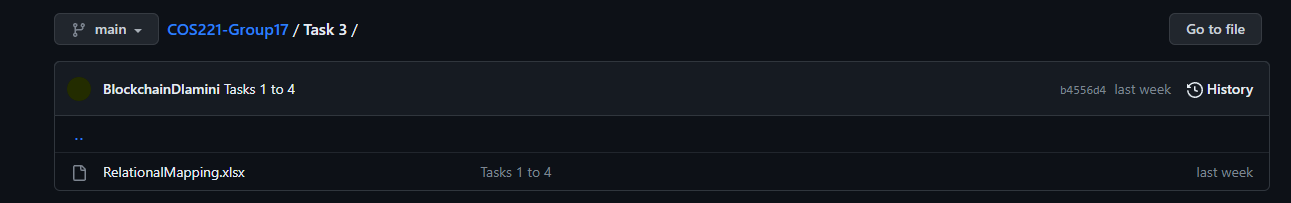 main COS221-Group17 / Task 3 / Go to file
BlockchainDlamini Tasks 1 to 4 b4556d4 last week History
..
RelationalMapping.xlsx Tasks 1 to 4 last week